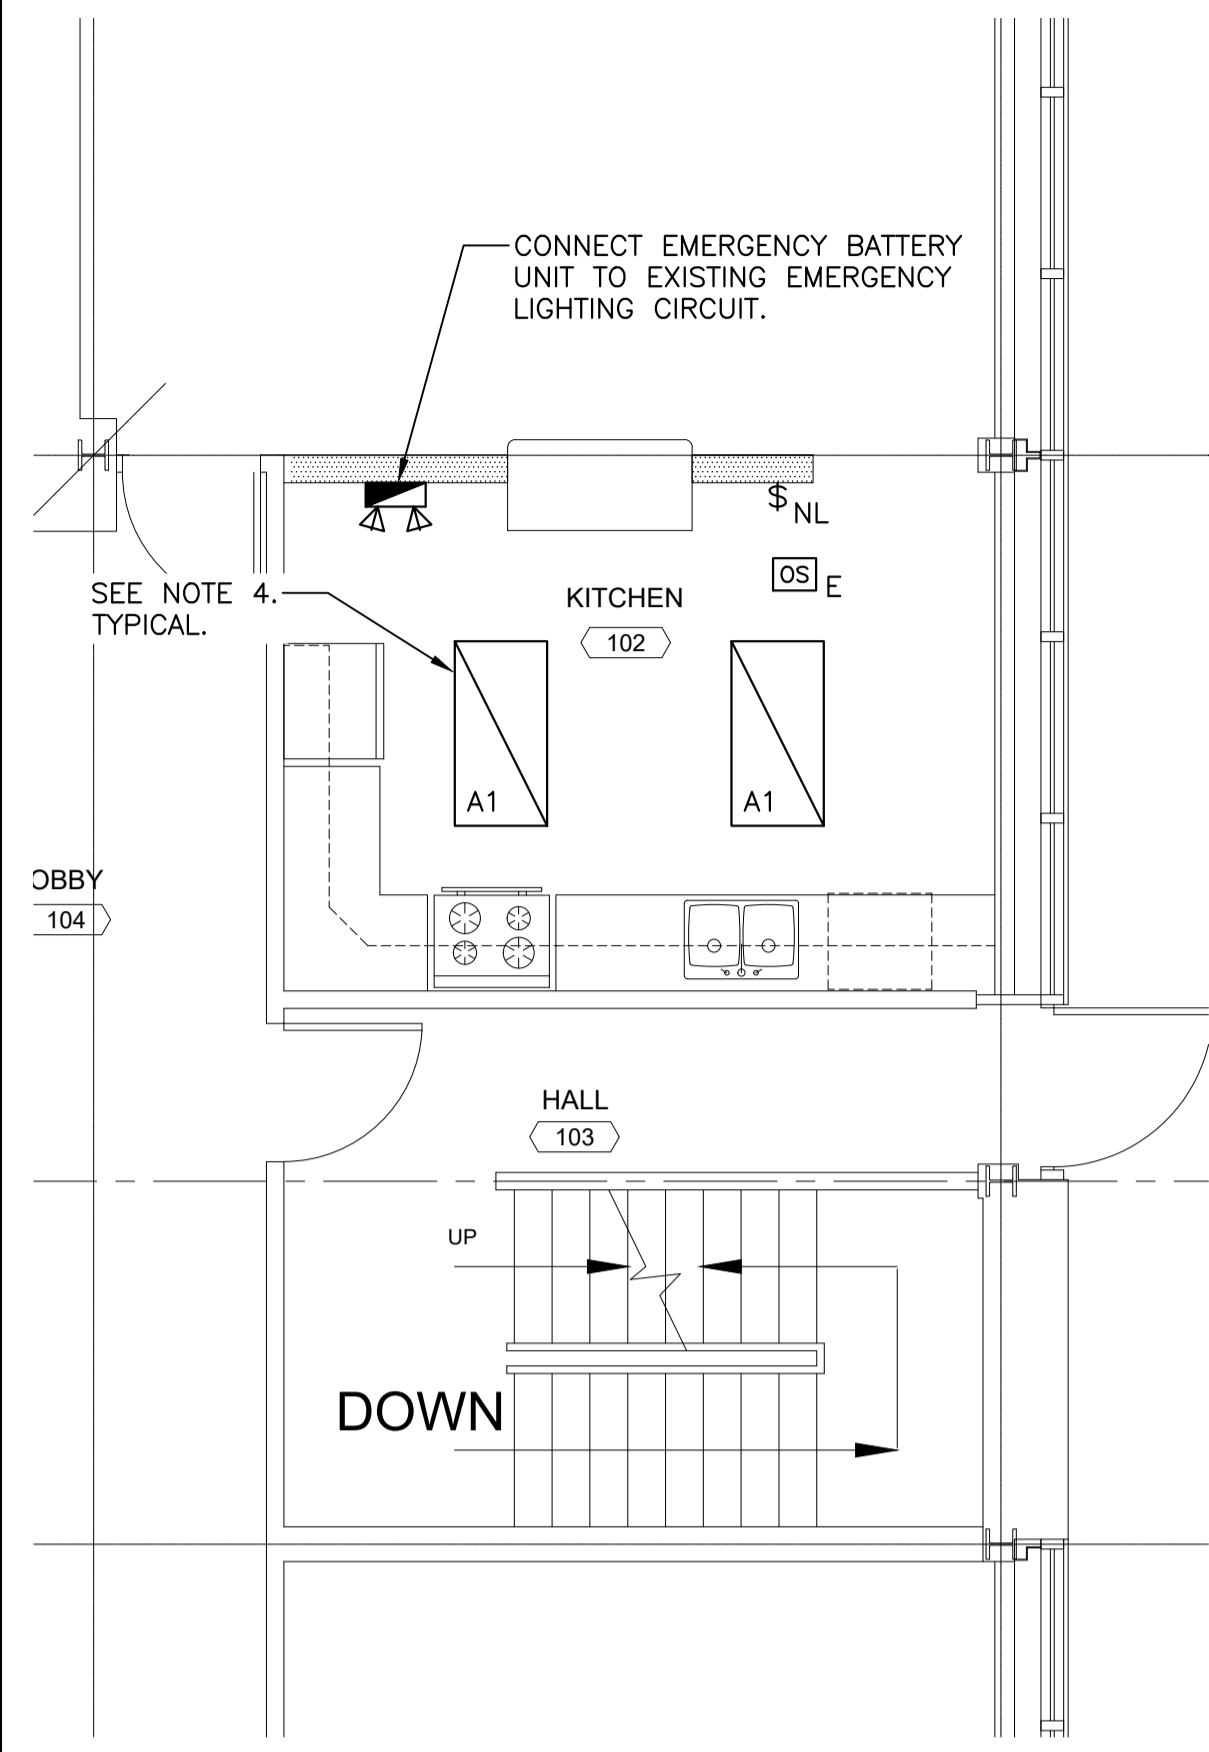 CONNECT EMERGENCY BATTERY
UNIT TO EXISTING EMERGENCY
LIGHTING CIRCUIT.
$ NL
OS E
SEE NOTE 4.
TYPICAL.
KITCHEN
102
A1
A1
OBBY
104
HALL
103
UP
DOWN